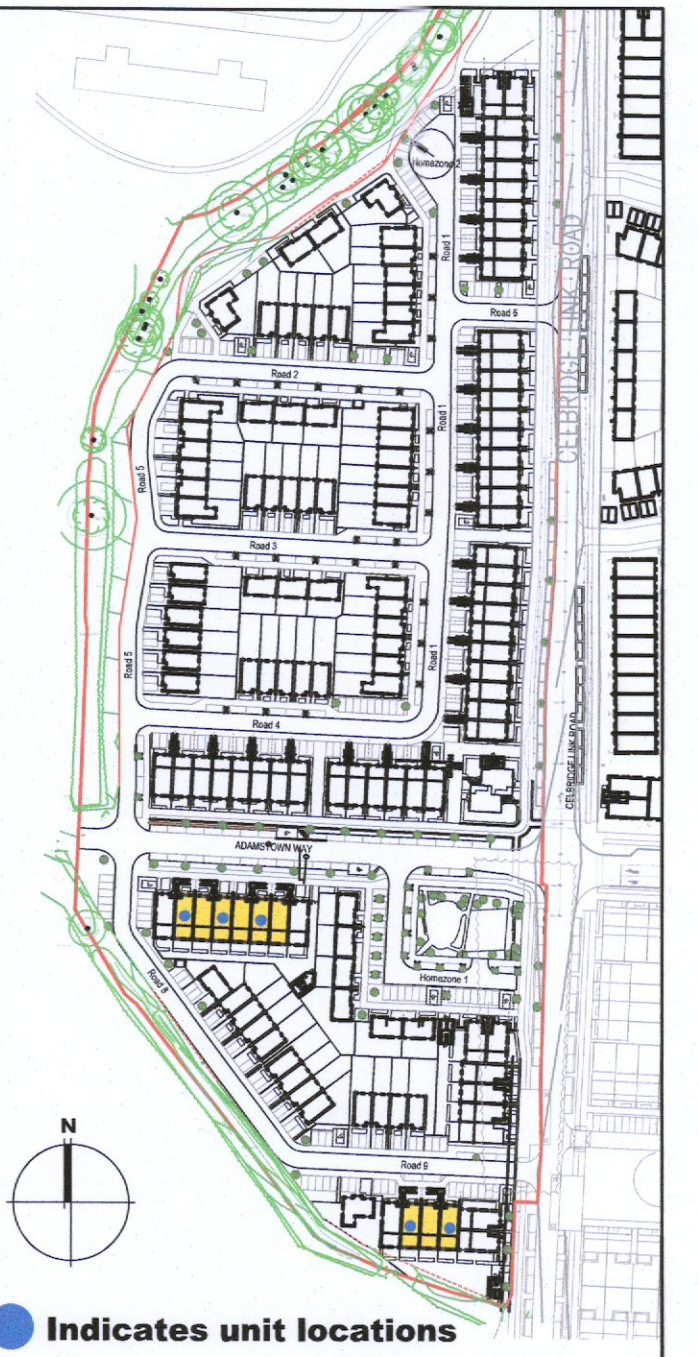 Homezone 2
Road 1
CELBRIDGE LINK ROAD
Road 6
Road 2
Road 1
Road 5
Road 3
Road 5
Road 1
Road 4
CELBRIDGE LINK ROAD
ADAMSTOWN WAY
Homezone 1
Road 8
Road 9
N
Indicates unit locations